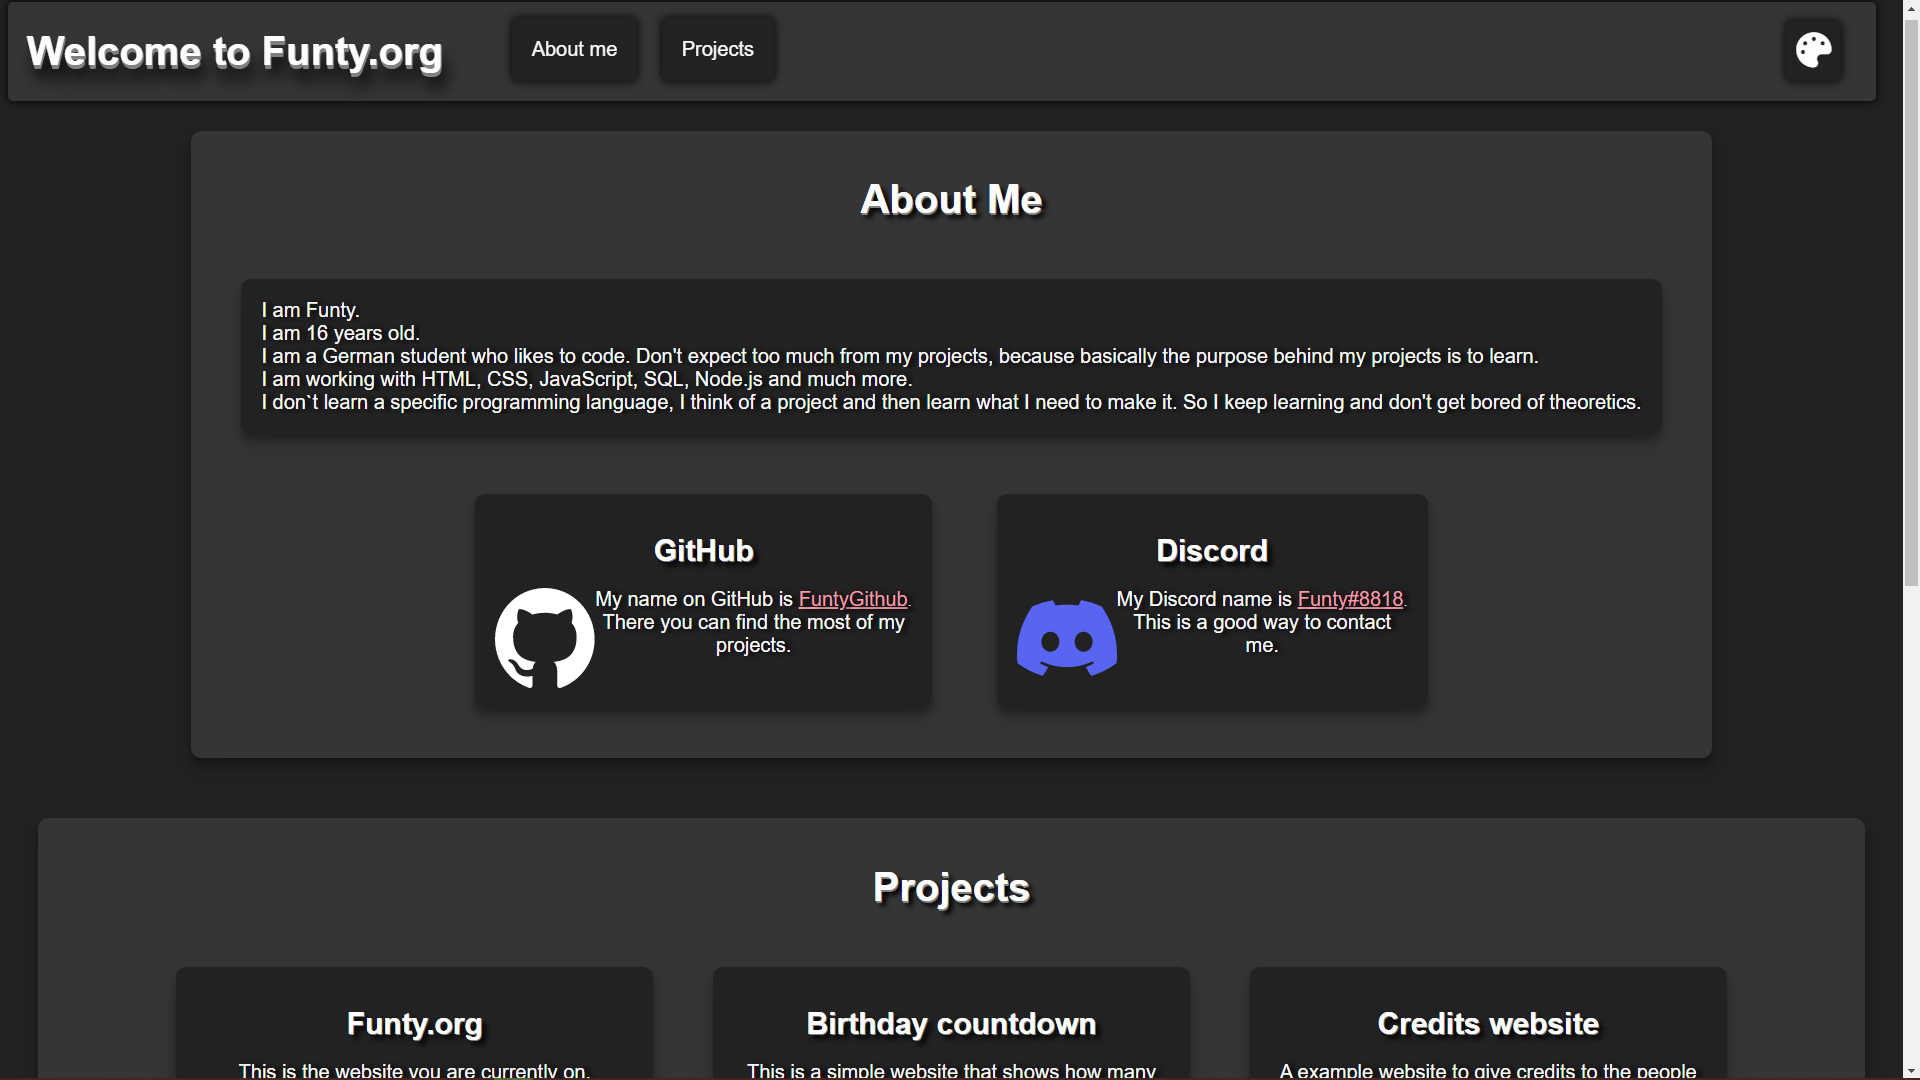 Welcome to Funty.org
About me
Projects
About Me
I am Funty.
I am 16 years old.
I am a German student who likes to code. Don't expect too much from my projects, because basically the purpose behind my projects is to learn.
I am working with HTML, CSS, JavaScript, SQL, Node.js and much more.
I don`t learn a specific programming language, I think of a project and then learn what I need to make it. So I keep learning and don't get bored of theoretics.
GitHub
My name on GitHub is FuntyGithub.
There you can find the most of my
projects.
Discord
My Discord name is Funty#8818.
This is a good way to contact
me.
Projects
Funty.org
This is the website you are currently on.
Birthday countdown
This is a simple website that shows how many
Credits website
A example website to give credits to the people